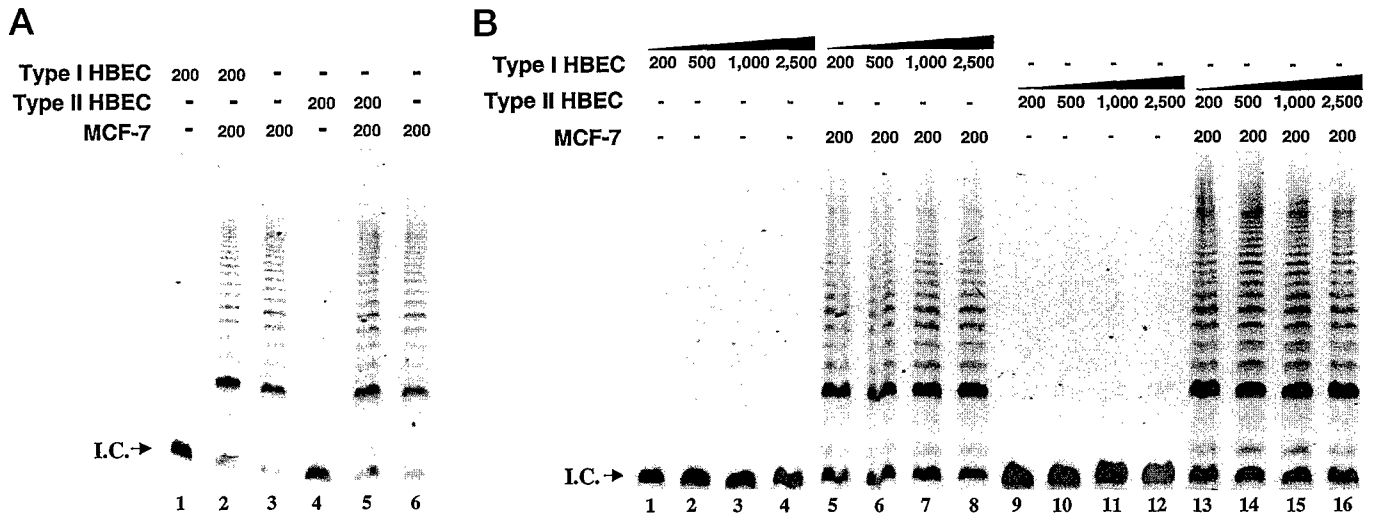 A
Type I HBEC 200 200 - - - -
Type II HBEC - - - 200 200 -
MCF-7 - 200 200 - 200 200
I.C.
1 2 3 4 5 6
B
Type I HBEC 200 500 1,000 2,500 200 500 1,000 2,500 - - - - - - - -
Type II HBEC - - - - - - - - 200 500 1,000 2,500 200 500 1,000 2,500
MCF-7 - - - - 200 200 200 200 - - - - 200 200 200 200
I.C.
1 2 3 4 5 6 7 8 9 10 11 12 13 14 15 16